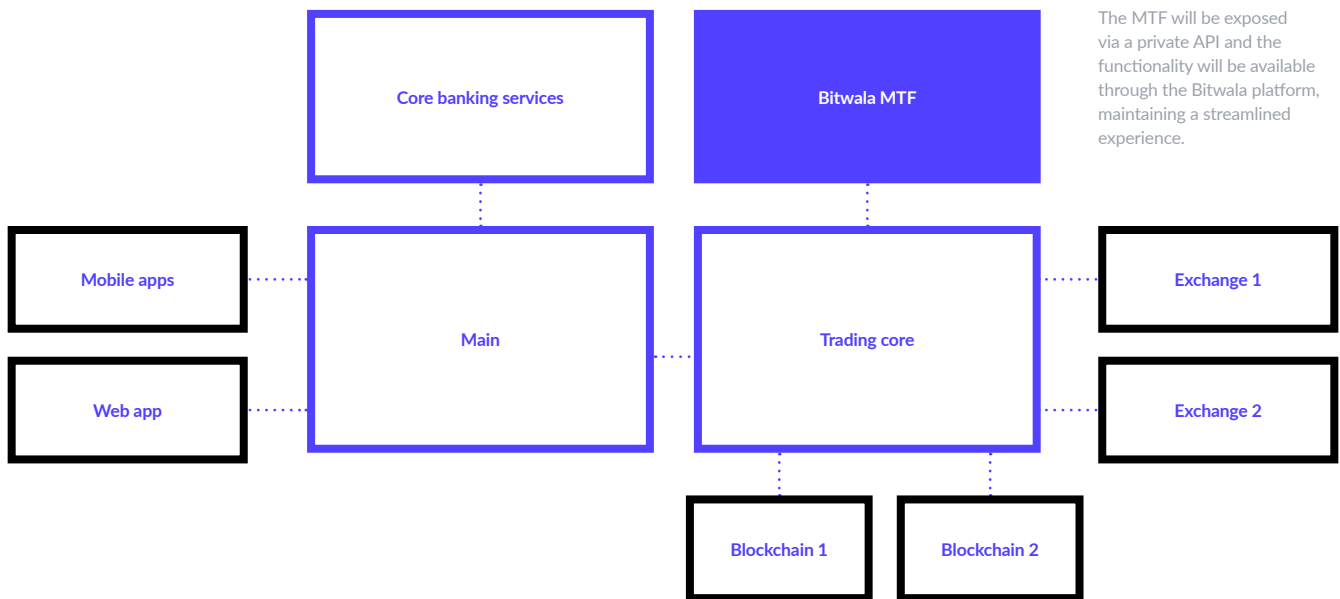 Core banking services
Bitwala MTF
The MTF will be exposed
via a private API and the
functionality will be available
through the Bitwala platform,
maintaining a streamlined
experience.
Mobile apps
Main
Trading core
Exchange 1
Web app
Exchange 2
Blockchain 1
Blockchain 2